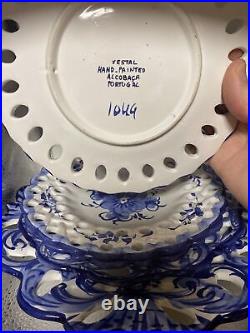 VESTAL
HAND-PAINTED
ALCOBAÇA
PORTUGAL
1049